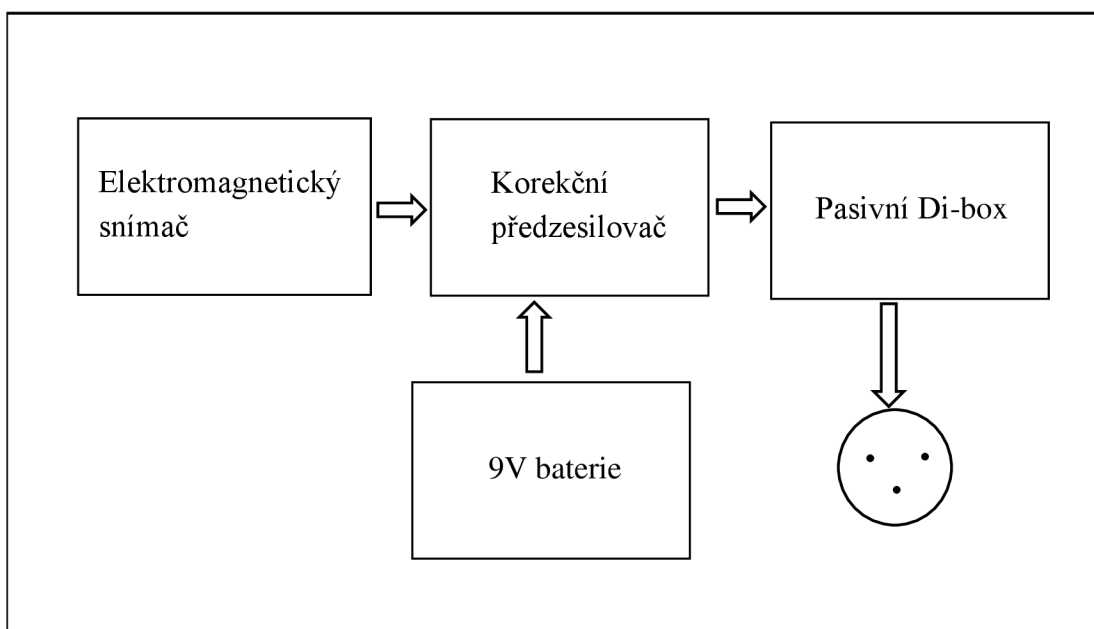 Elektromagnetický
snímač
Korekční
předzesilovač
Pasivní Di-box
9V baterie